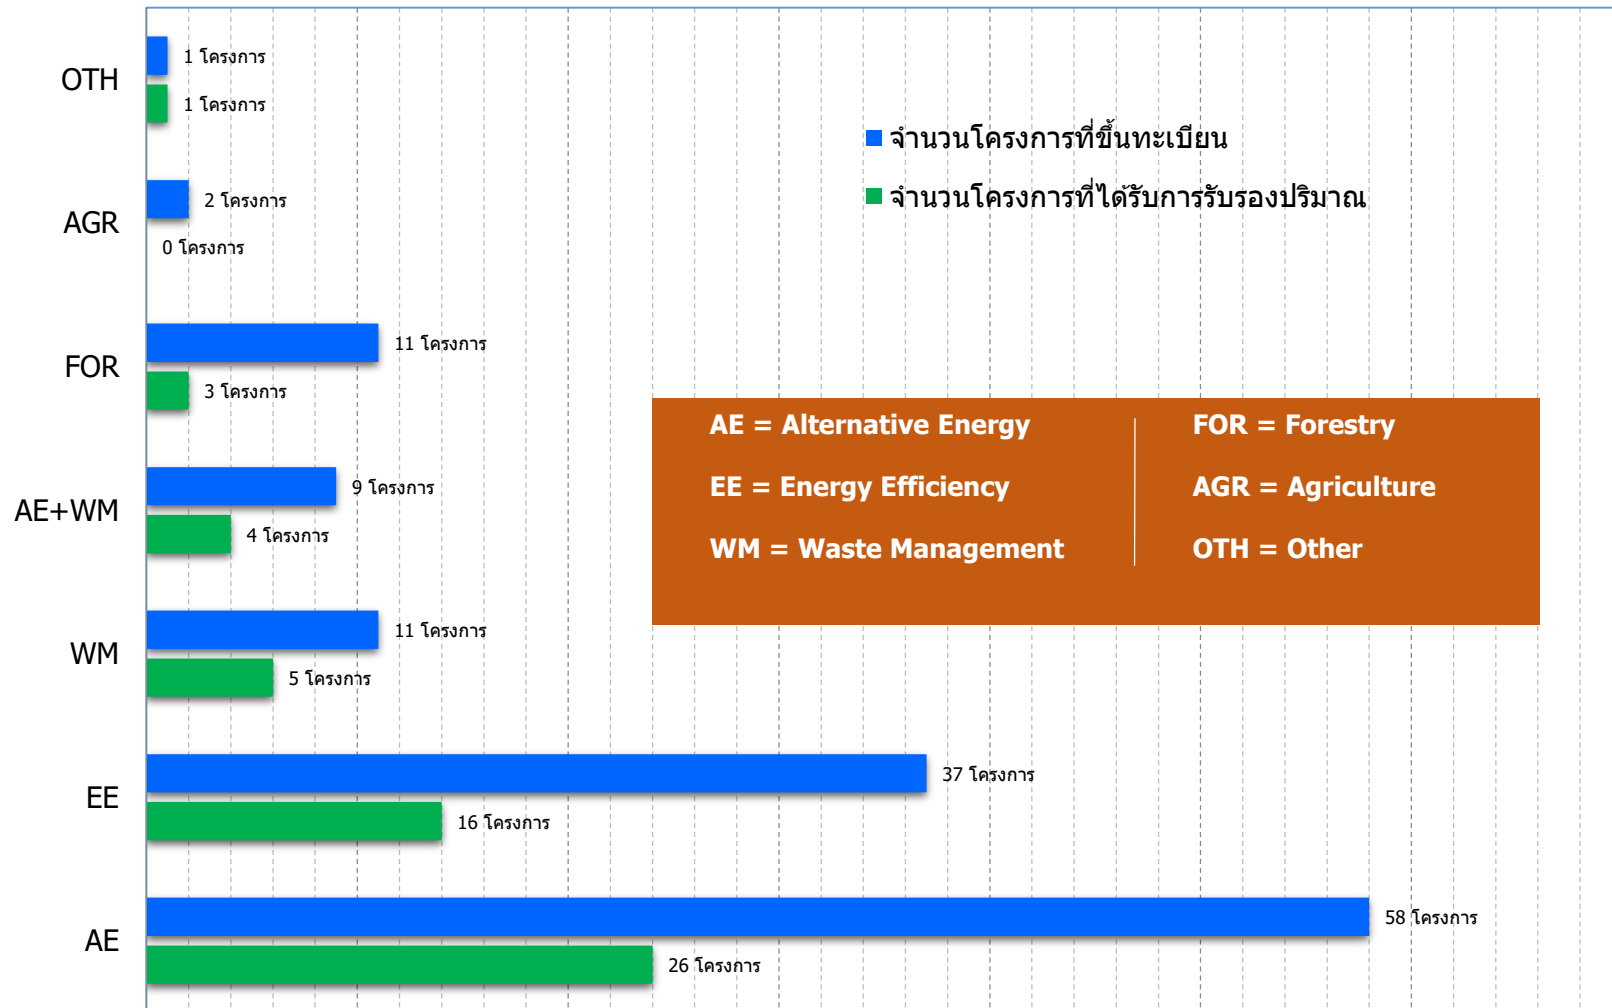 OTH
1 โครงการ
1 โครงการ
■ จำนวนโครงการที่ขึ้นทะเบียน
■ จำนวนโครงการที่ได้รับการรับรองปริมาณ
AGR
2 โครงการ
0 โครงการ
FOR
11 โครงการ
3 โครงการ
AE = Alternative Energy
EE = Energy Efficiency
WM = Waste Management
FOR = Forestry
AGR = Agriculture
OTH = Other
AE+WM
9 โครงการ
4 โครงการ
WM
11 โครงการ
5 โครงการ
EE
37 โครงการ
16 โครงการ
AE
58 โครงการ
26 โครงการ